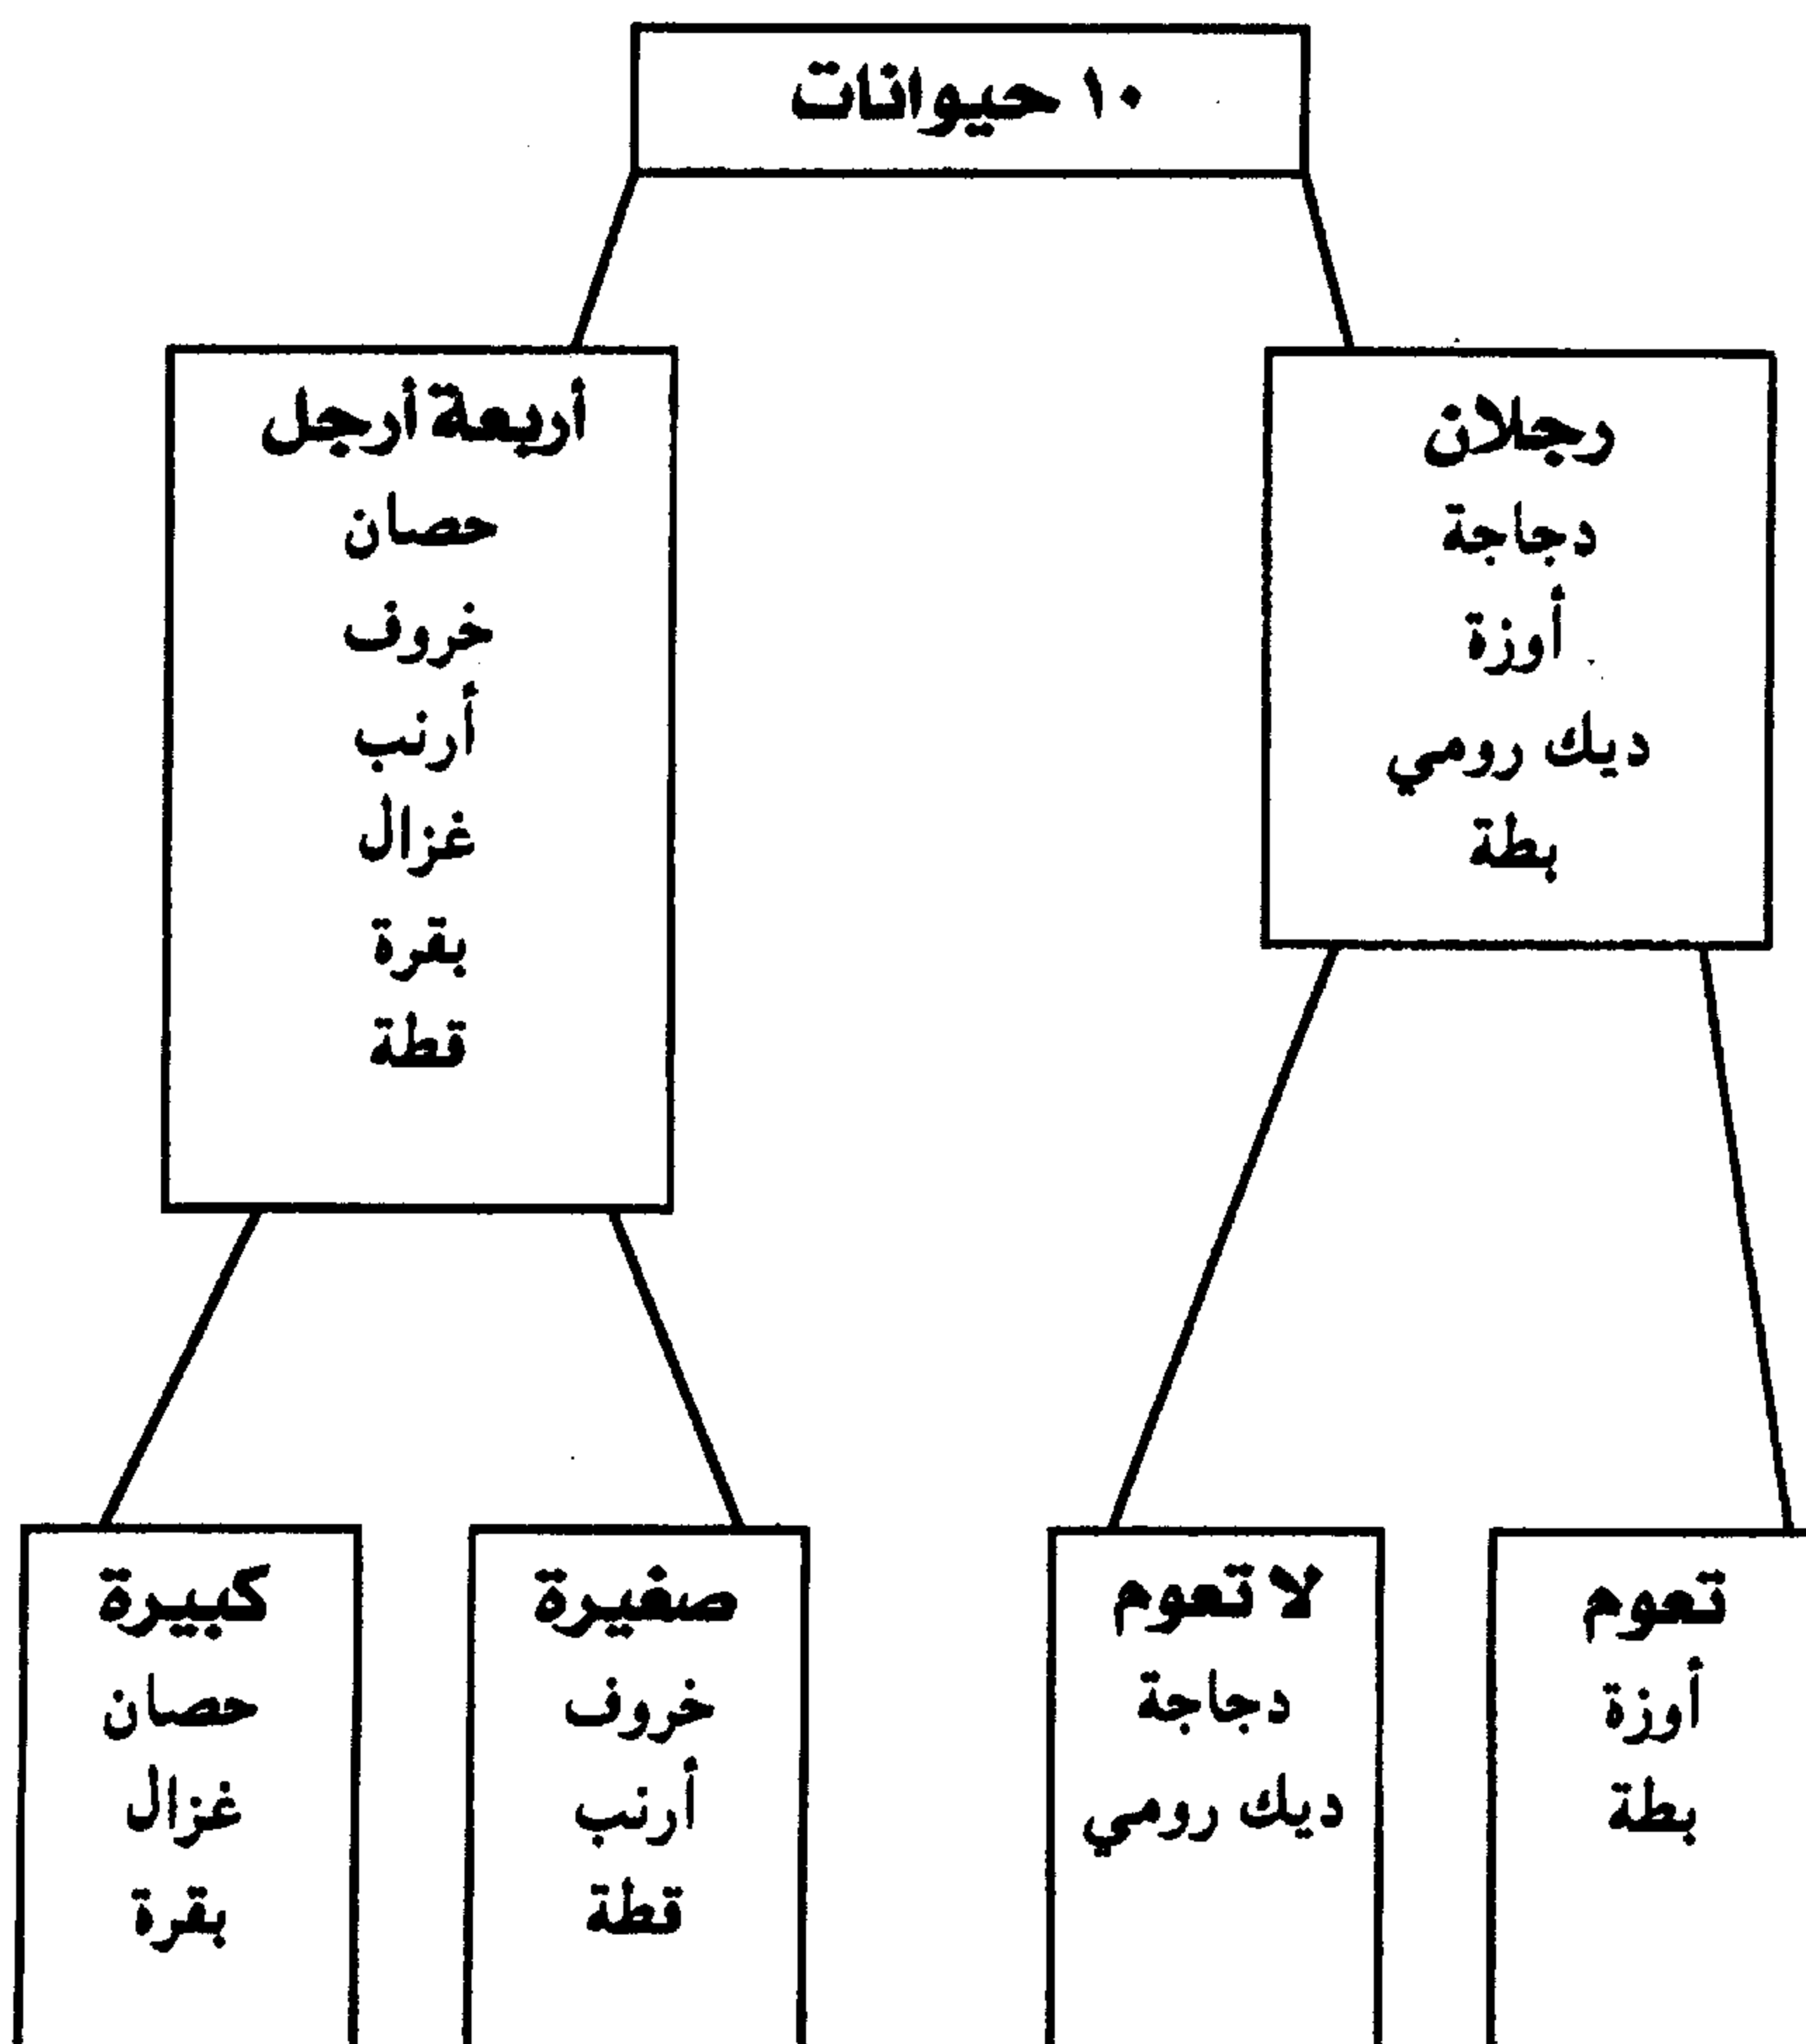 ١٠ حيوانات
رجلان
دجاجة
أوزة
ديك رومي
بطة
أربعة أرجل
حصان
خروف
أرنب
غزال
بقرة
قطة
تعوم
أوزة
بطة
لا تعوم
دجاجة
ديك رومي
صغيرة
خروف
أرنب
قطة
كبيرة
حصان
غزال
بقرة